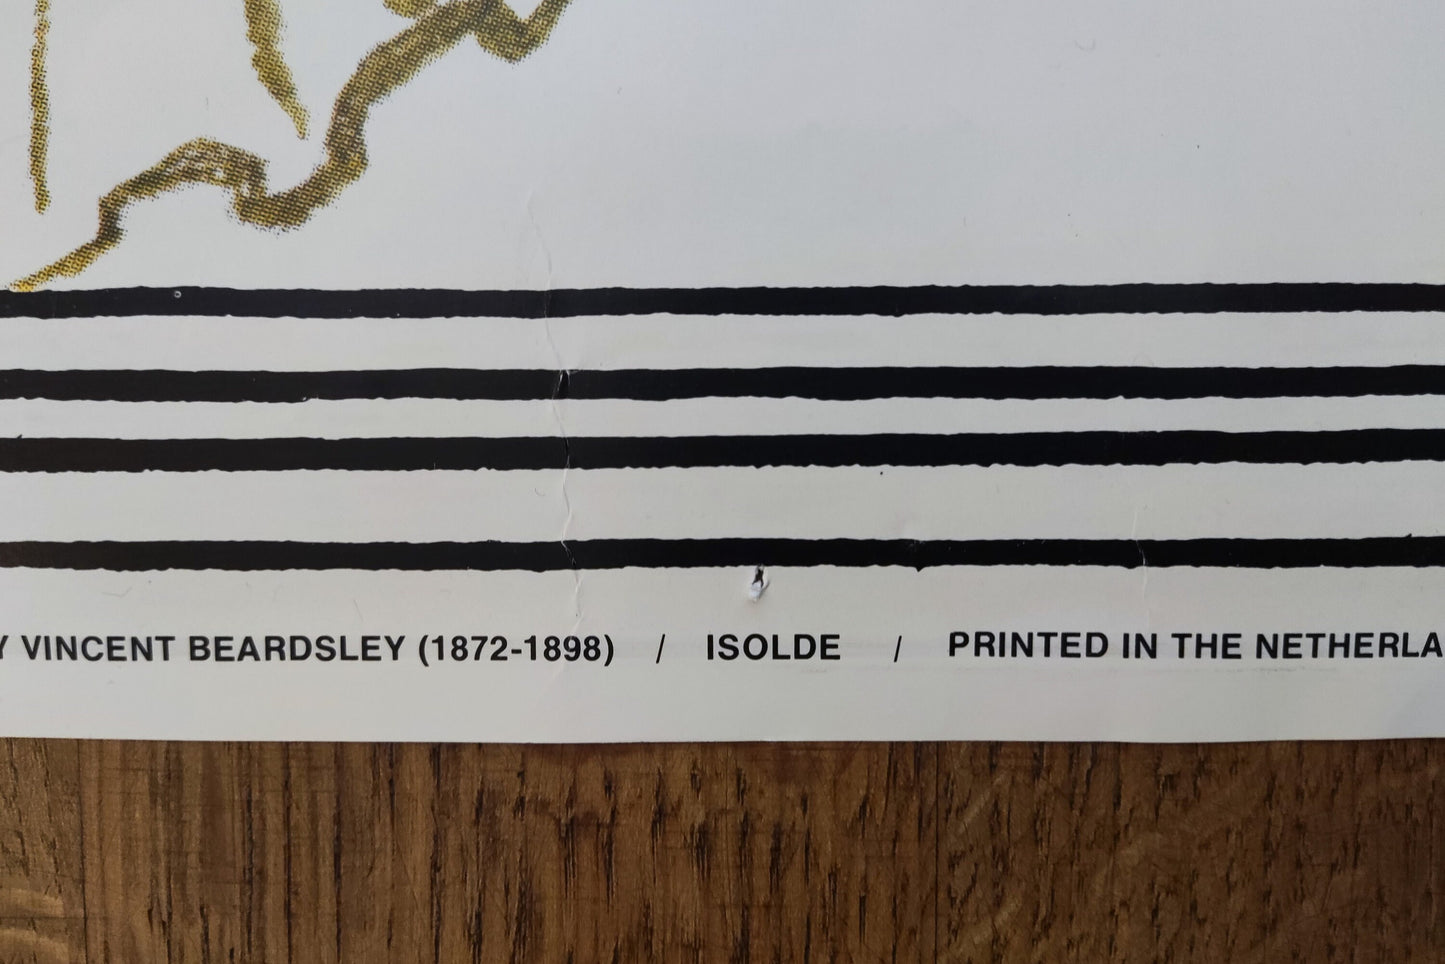 Y VINCENT BEARDSLEY (1872-1898) / ISOLDE / PRINTED IN THE NETHERLA